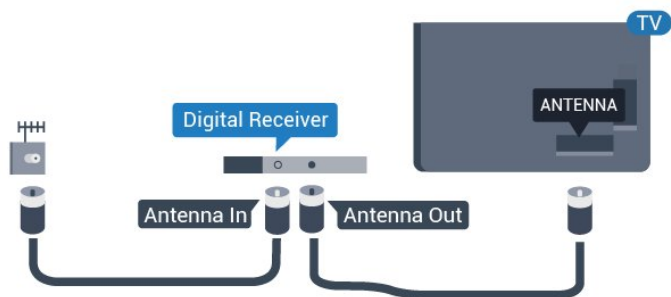 TV
ANTENNA
Digital Receiver
Antenna In
Antenna Out